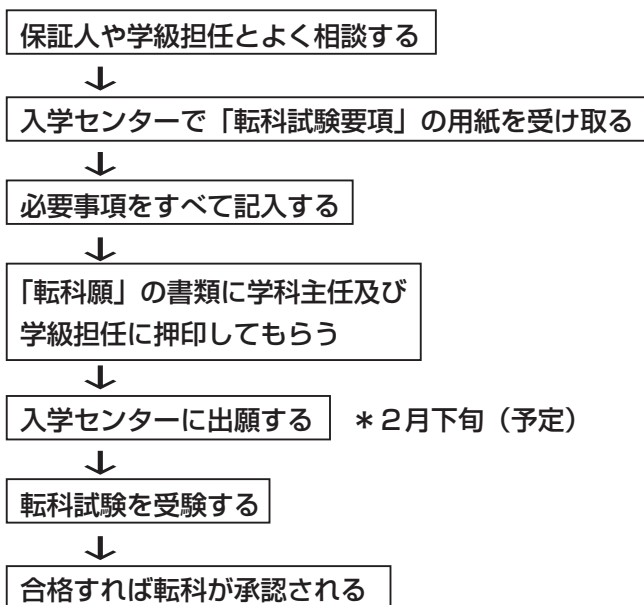 保証人や学級担任とよく相談する
↓
入学センターで「転科試験要項」の用紙を受け取る
↓
必要事項をすべて記入する
↓
「転科願」の書類に学科主任及び
学級担任に押印してもらう
↓
入学センターに出願する ＊２月下旬（予定）
↓
転科試験を受験する
↓
合格すれば転科が承認される